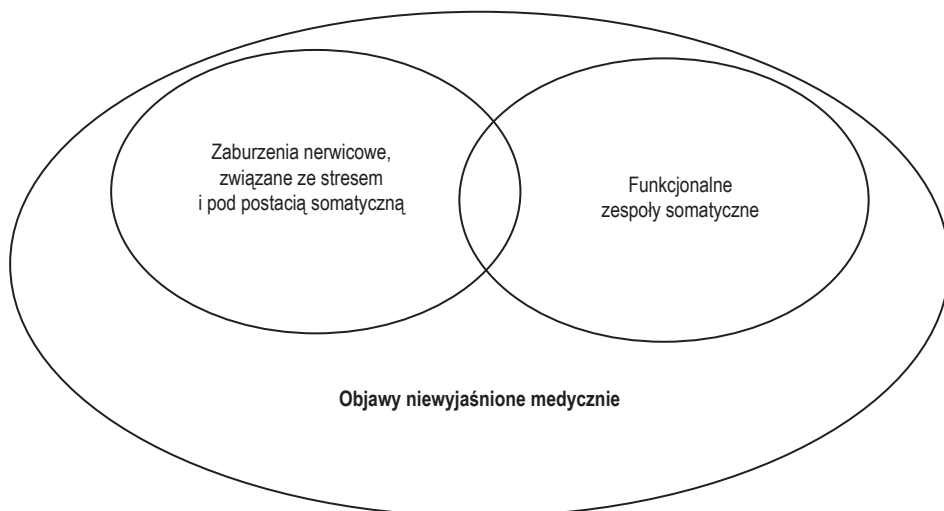 Zaburzenia nerwicowe,
związane ze stresem
i pod postacią somatyczną
Funkcjonalne
zespoły somatyczne
Objawy niewyjaśnione medycznie